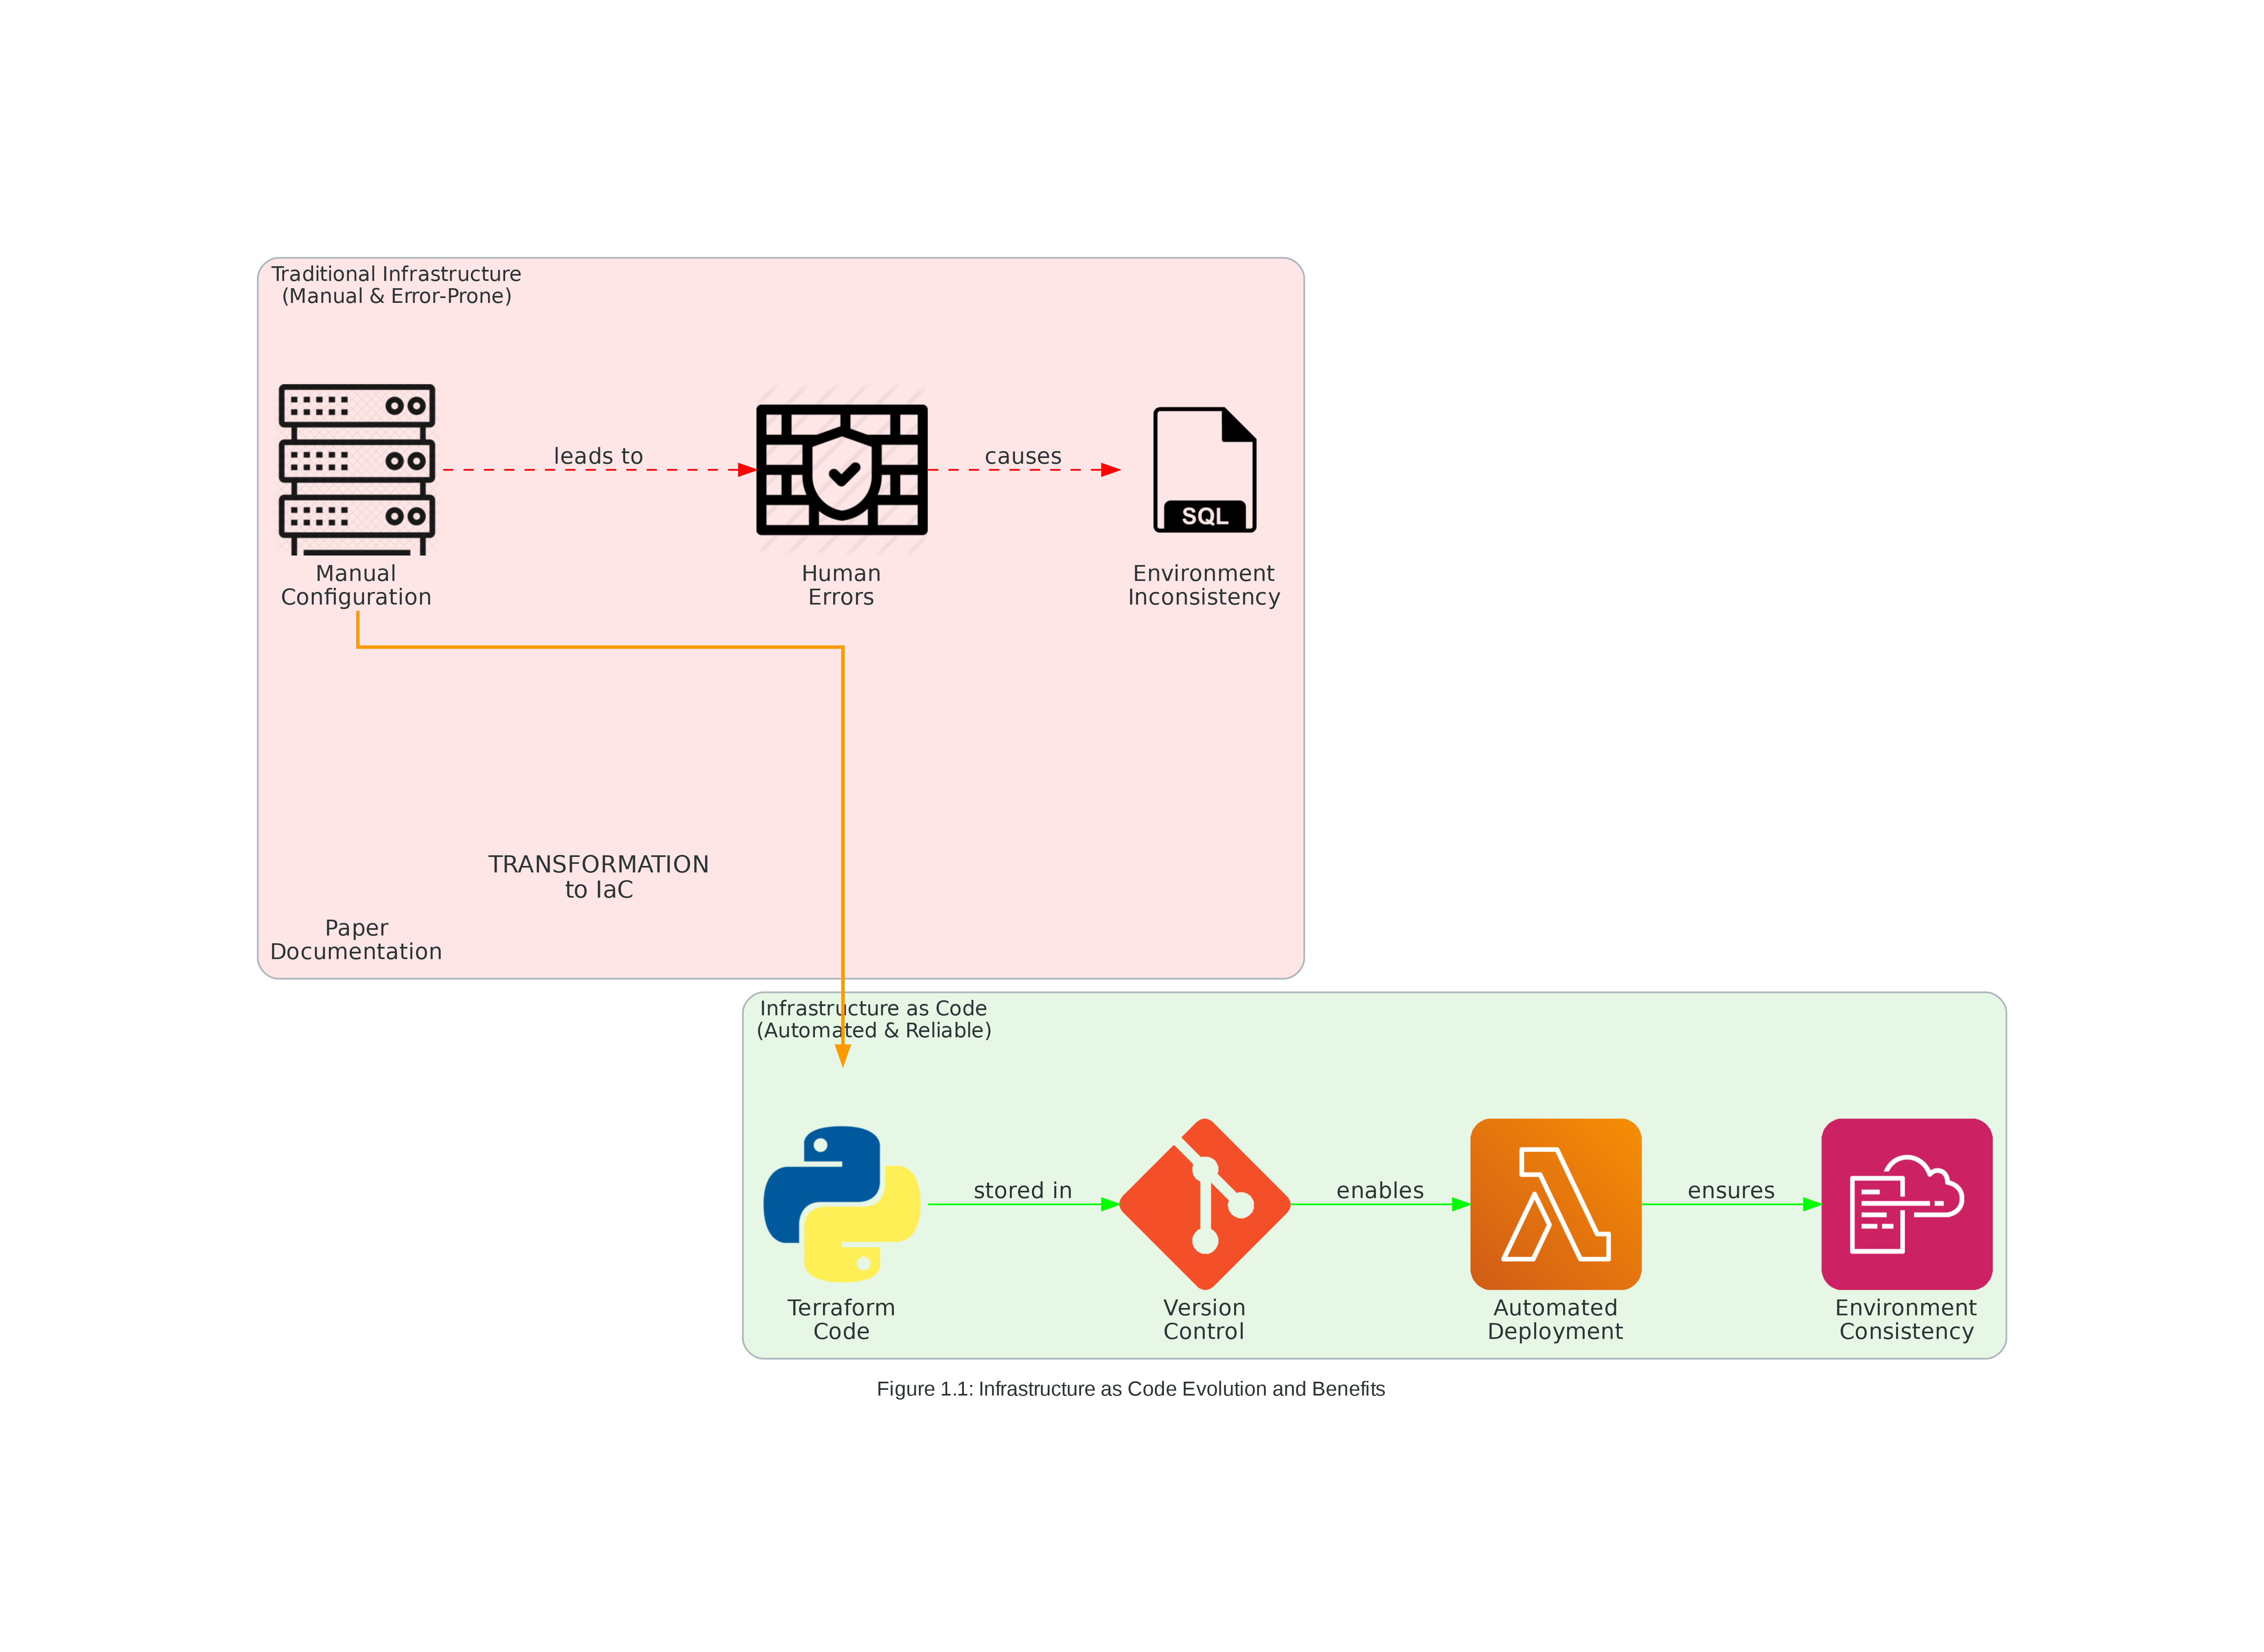 Traditional Infrastructure
(Manual & Error-Prone)
leads to
causes
SQL
Manual
Configuration
Human
Errors
Environment
Inconsistency
TRANSFORMATION
to IaC
Paper
Documentation
Infrastructure as Code
(Automated & Reliable)
stored in
enables
ensures
Terraform
Code
Version
Control
Automated
Deployment
Environment
Consistency
Figure 1.1: Infrastructure as Code Evolution and Benefits